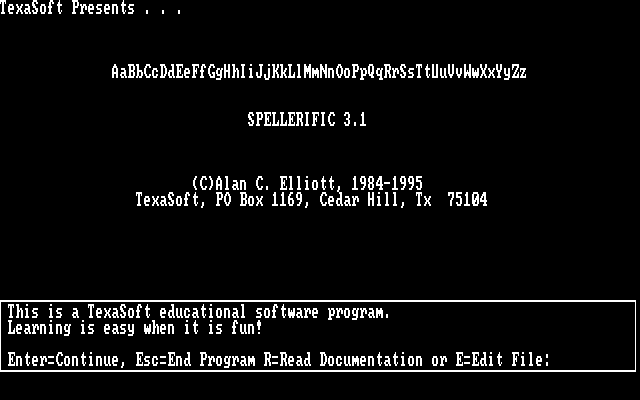 TexaSoft Presents . . .
AaBbCcDdEeFfGgHhIiJjKkLlMmNnOoPpQqRrSsTtUuVvWwXxYyZz
SPELLERIFIC 3.1
(C)Alan C. Elliott, 1984-1995
TexaSoft, PO Box 1169, Cedar Hill, Tx  75104
This is a TexaSoft educational software program.
Learning is easy when it is fun!
Enter=Continue, Esc=End Program R=Read Documentation or E=Edit File: